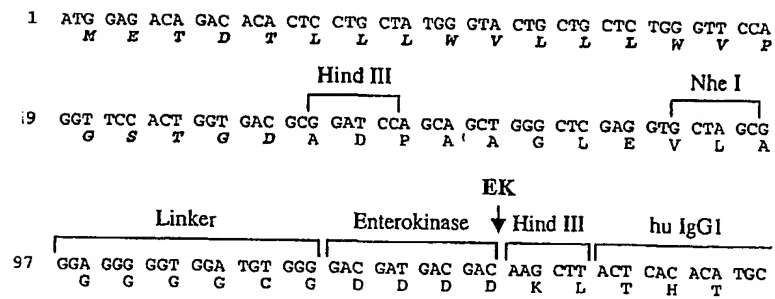 1 ATG GAG ACA GAC ACA CTC CTG CTA TGG GTA CTG CTG CTC TGG GTT CCA
M E T D T L L L W V L L L W V P
Hind III Nhe I
49 GGT TCC ACT GGT GAC GCG GAT CCA GCA GCT GGG CTC GAG GTG CTA GCG
G S T G D A D P A A G L E V L A
EK
Linker Enterokinase Hind III hu IgG1
97 GGA GGG GGT GGA TGT GGG GAC GAT GAC GAC AAG CTT ACT CAC ACA TGC
G G G G C G D D D D K L T H T